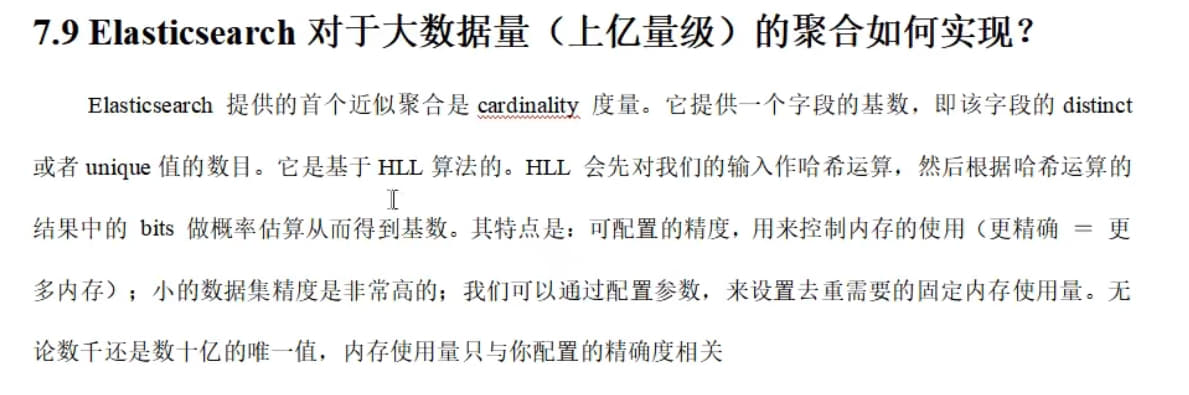 7.9 Elasticsearch 对于大数据量（上亿量级）的聚合如何实现？
Elasticsearch 提供的首个近似聚合是 cardinality 度量。它提供一个字段的基数，即该字段的 distinct
或者 unique 值的数目。它是基于 HLL 算法的。HLL 会先对我们的输入作哈希运算，然后根据哈希运算的
结果中的 bits 做概率估算从而得到基数。其特点是：可配置的精度，用来控制内存的使用（更精确 ＝ 更
多内存）；小的数据集精度是非常高的；我们可以通过配置参数，来设置去重需要的固定内存使用量。无
论数千还是数十亿的唯一值，内存使用量只与你配置的精确度相关